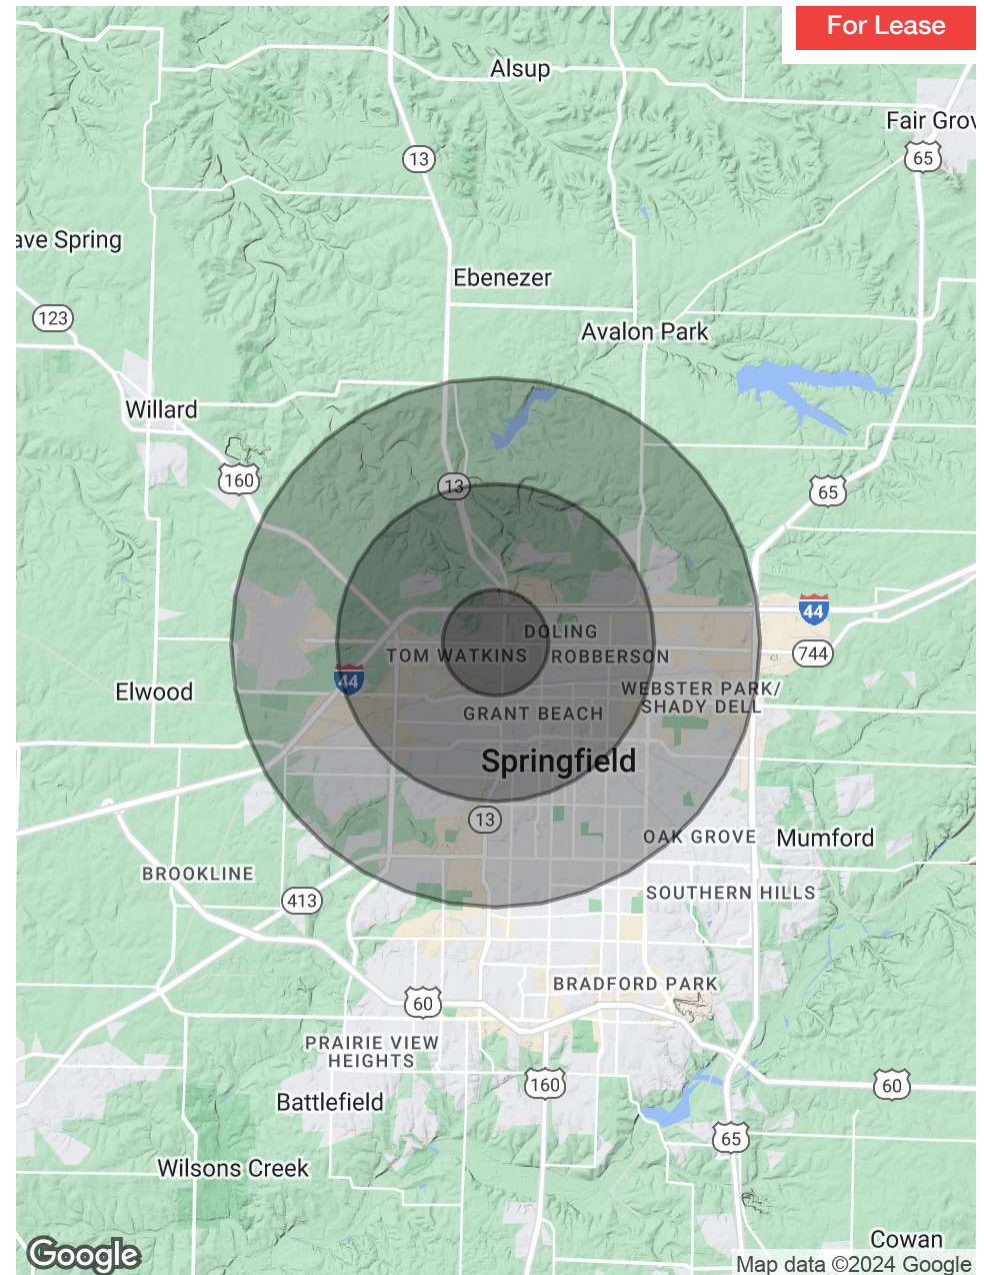 For Lease
Alsup
Fair Grov
65
13
ave Spring
Ebenezer
123
Avalon Park
Willard
160
13
65
44
DOLING
TOM WATKINS
ROBBERSON
744
44
Elwood
WEBSTER PARK/
SHADY DELL
GRANT BEACH
Springfield
13
OAK GROVE
Mumford
BROOKLINE
413
SOUTHERN HILLS
BRADFORD PARK
60
PRAIRIE VIEW
HEIGHTS
160
60
Battlefield
65
Wilsons Creek
Cowan
Google
Map data ©2024 Google